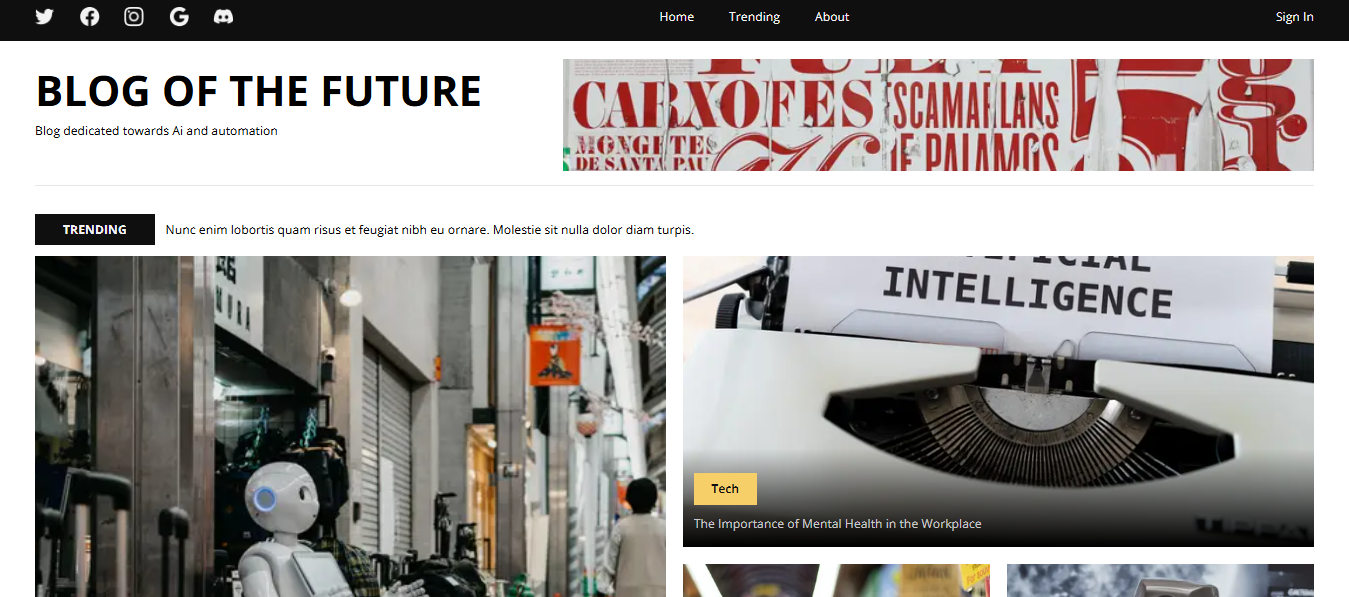 Home Trending About Sign In
BLOG OF THE FUTURE
Blog dedicated towards Ai and automation
CARXOFES
MONGETES
DE SANTA PAU
SCAMARLANS
DE PALAMOS
TRENDING Nunc enim lobortis quam risus et feugiat nibh eu ornare. Molestie sit nulla dolor diam turpis.
INTELLIGENCE
Tech
The Importance of Mental Health in the Workplace